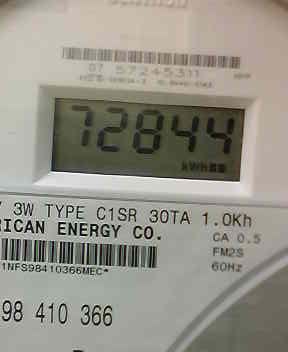 07 57245311
72844
kWh
3W TYPE C1SR 30TA 1.0Kh
RICAN ENERGY CO.
CA 0.5
FM2S
60Hz
1NFS98410366MEC*
98 410 366